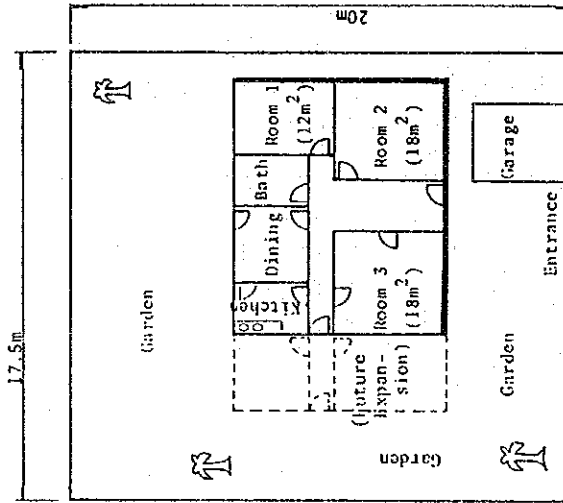 17.5m
20m
Garden
Kitchen
Dining
Bath
Room 1
(12m²)
Room 2
(18m²)
Room 3
(18m²)
(Future
Expan-
sion)
Garden
Garden
Entrance
Garage